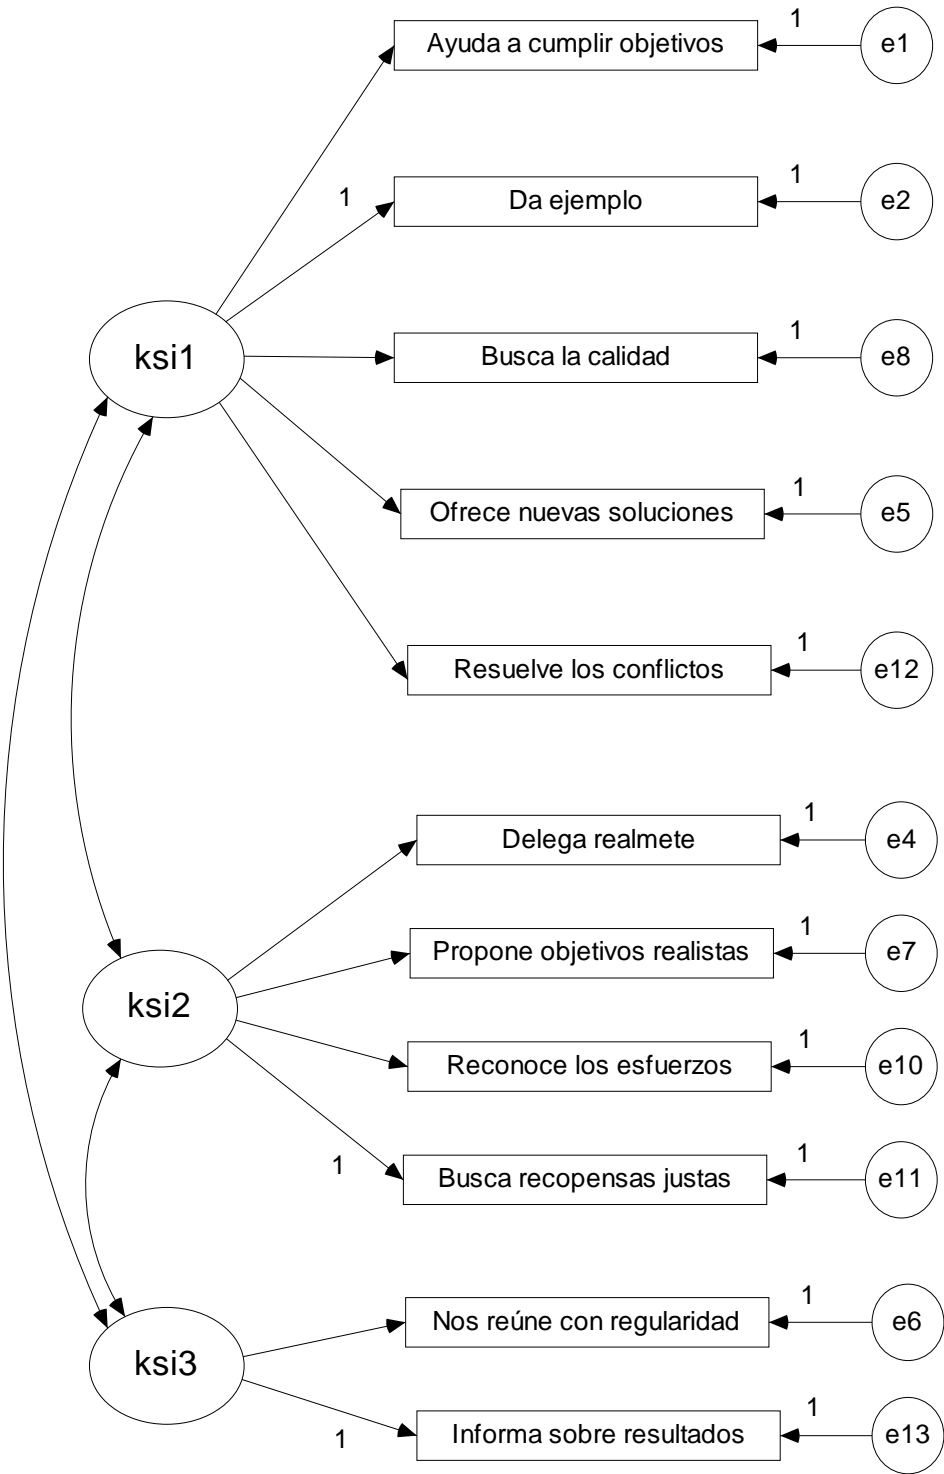 1
Ayuda a cumplir objetivos
e1
1
1
Da ejemplo
e2
ksi1
1
Busca la calidad
e8
1
Ofrece nuevas soluciones
e5
1
Resuelve los conflictos
e12
1
Delega realmete
e4
1
Propone objetivos realistas
e7
ksi2
1
Reconoce los esfuerzos
e10
1
1
Busca recopensas justas
e11
1
Nos reúne con regularidad
e6
ksi3
1
1
Informa sobre resultados
e13